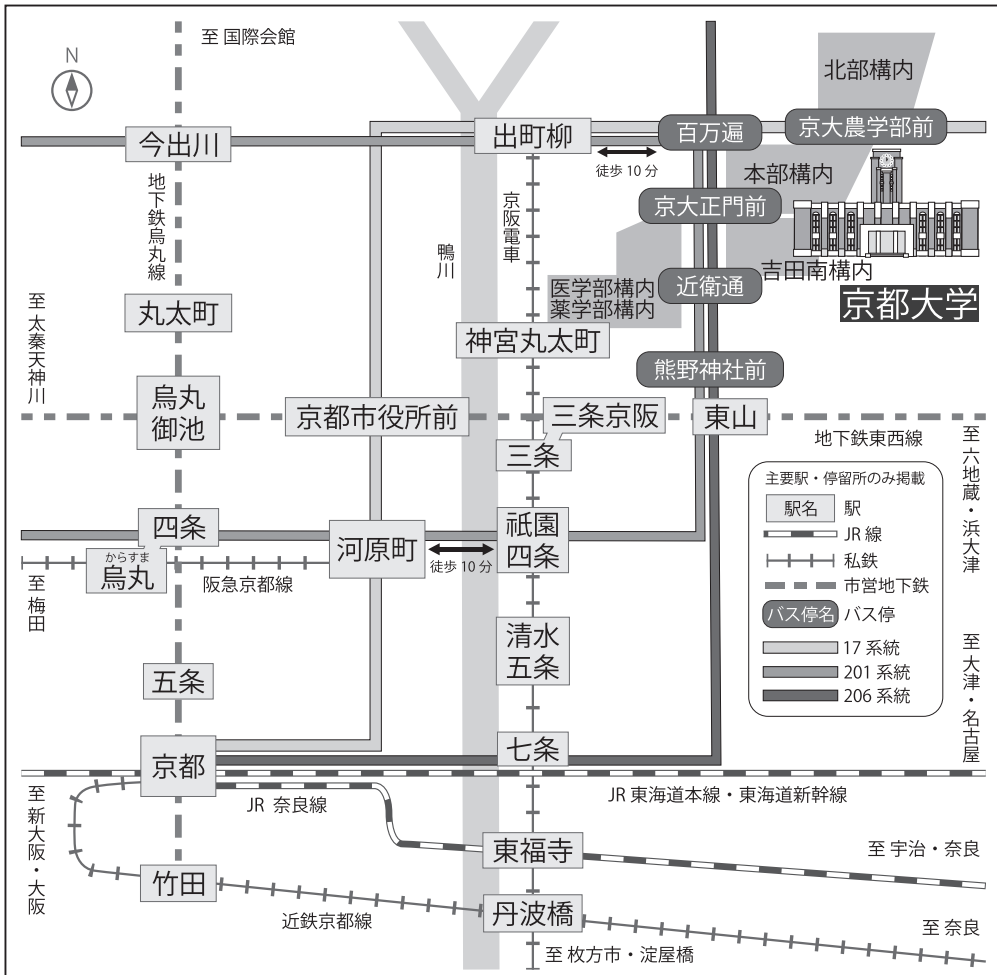 N
至 国際会館
北部構内
今出川
出町柳
百万遍
京大農学部前
徒歩 10 分
本部構内
地下鉄烏丸線
京阪電車
鴨川
京大正門前
吉田南構内
京都大学
医学部構内
薬学部構内
近衛通
至 太秦天神川
丸太町
神宮丸太町
熊野神社前
烏丸
御池
京都市役所前
三条京阪
東山
地下鉄東西線
至 六地蔵・浜大津
三条
四条
からすま
烏丸
阪急京都線
至 梅田
河原町
徒歩 10 分
祇園
四条
主要駅・停留所のみ掲載
駅名
駅
JR 線
私鉄
市営地下鉄
バス停名
バス停
17 系統
201 系統
206 系統
清水
五条
五条
至 大津・名古屋
京都
七条
JR 東海道本線・東海道新幹線
JR 奈良線
至 新大阪・大阪
東福寺
至 宇治・奈良
竹田
近鉄京都線
丹波橋
至 奈良
至 枚方市・淀屋橋